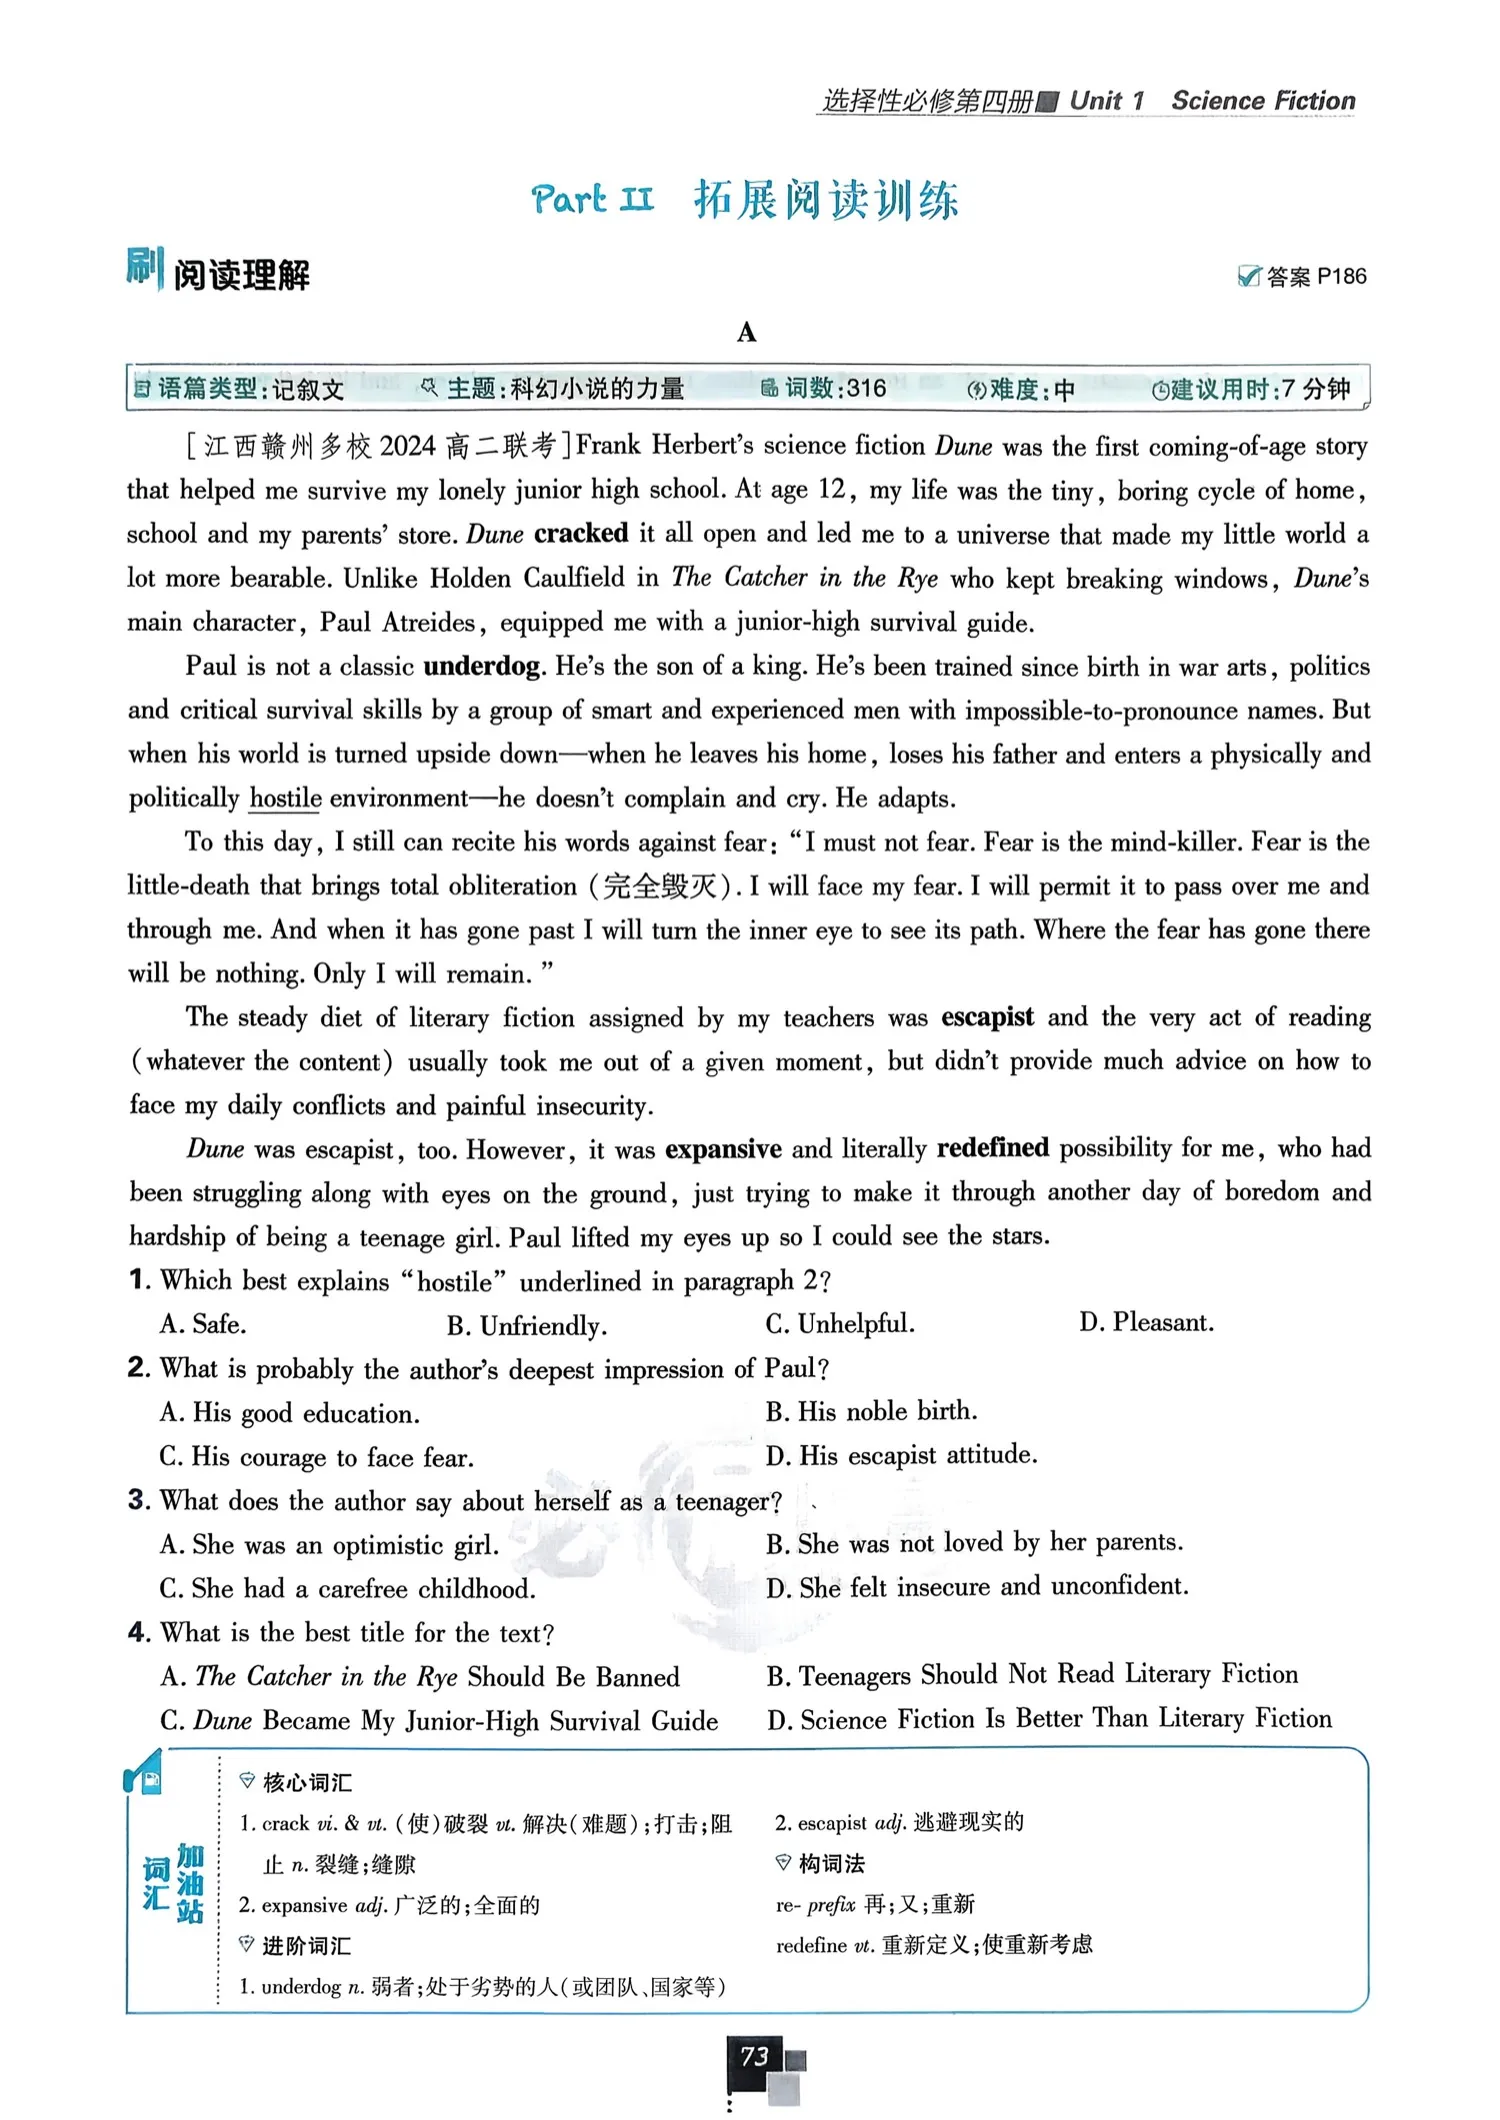 选择性必修第四册 Unit 1 Science Fiction
Part II 拓展阅读训练
刷 阅读理解
答案 P186
A
语篇类型:记叙文 主题:科幻小说的力量 词数:316 难度:中 建议用时:7 分钟
[江西赣州多校 2024 高二联考]Frank Herbert's science fiction Dune was the first coming-of-age story
that helped me survive my lonely junior high school. At age 12, my life was the tiny, boring cycle of home,
school and my parents' store. Dune cracked it all open and led me to a universe that made my little world a
lot more bearable. Unlike Holden Caulfield in The Catcher in the Rye who kept breaking windows, Dune's
main character, Paul Atreides, equipped me with a junior-high survival guide.
Paul is not a classic underdog. He's the son of a king. He's been trained since birth in war arts, politics
and critical survival skills by a group of smart and experienced men with impossible-to-pronounce names. But
when his world is turned upside down—when he leaves his home, loses his father and enters a physically and
politically hostile environment—he doesn't complain and cry. He adapts.
To this day, I still can recite his words against fear: “I must not fear. Fear is the mind-killer. Fear is the
little-death that brings total obliteration (完全毁灭). I will face my fear. I will permit it to pass over me and
through me. And when it has gone past I will turn the inner eye to see its path. Where the fear has gone there
will be nothing. Only I will remain.”
The steady diet of literary fiction assigned by my teachers was escapist and the very act of reading
(whatever the content) usually took me out of a given moment, but didn't provide much advice on how to
face my daily conflicts and painful insecurity.
Dune was escapist, too. However, it was expansive and literally redefined possibility for me, who had
been struggling along with eyes on the ground, just trying to make it through another day of boredom and
hardship of being a teenage girl. Paul lifted my eyes up so I could see the stars.
1. Which best explains “hostile” underlined in paragraph 2?
A. Safe. B. Unfriendly. C. Unhelpful. D. Pleasant.
2. What is probably the author's deepest impression of Paul?
A. His good education. B. His noble birth.
C. His courage to face fear. D. His escapist attitude.
3. What does the author say about herself as a teenager?
A. She was an optimistic girl. B. She was not loved by her parents.
C. She had a carefree childhood. D. She felt insecure and unconfident.
4. What is the best title for the text?
A. The Catcher in the Rye Should Be Banned B. Teenagers Should Not Read Literary Fiction
C. Dune Became My Junior-High Survival Guide D. Science Fiction Is Better Than Literary Fiction
词汇加油站
核心词汇
1. crack vi. & vt. (使)破裂 vt. 解决(难题);打击;阻
止 n. 裂缝;缝隙
2. expansive adj. 广泛的;全面的
进阶词汇
1. underdog n. 弱者;处于劣势的人(或团队、国家等)
2. escapist adj. 逃避现实的
构词法
re- prefix 再;又;重新
redefine vt. 重新定义;使重新考虑
73